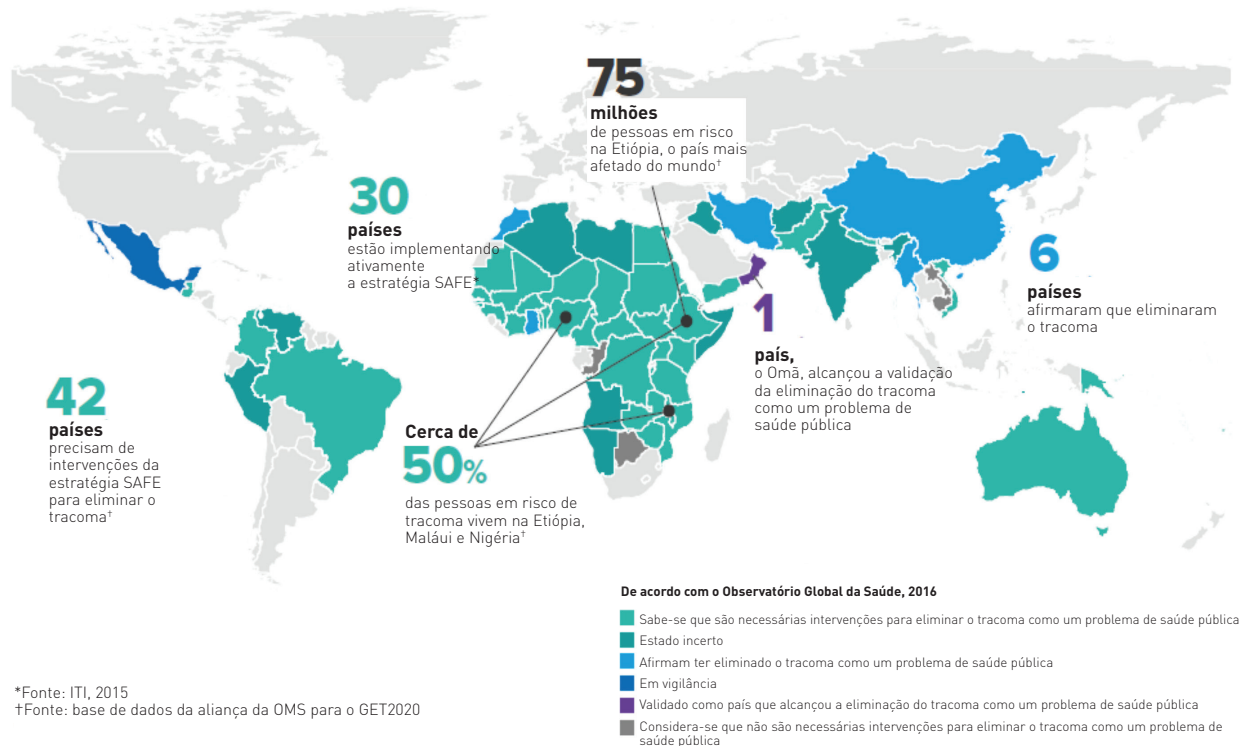 75
milhões
de pessoas em risco
na Etiópia, o país mais
afetado do mundo†
30
países
estão implementando
ativamente
a estratégia SAFE*
6
países
afirmaram que eliminaram
o tracoma
1
país,
o Omã, alcançou a validação
da eliminação do tracoma
como um problema de
saúde pública
42
países
precisam de
intervenções da
estratégia SAFE
para eliminar o
tracoma†
Cerca de
50%
das pessoas em risco de
tracoma vivem na Etiópia,
Maláui e Nigéria†
De acordo com o Observatório Global da Saúde, 2016
Sabe-se que são necessárias intervenções para eliminar o tracoma como um problema de saúde pública
Estado incerto
Afirmam ter eliminado o tracoma como um problema de saúde pública
Em vigilância
Validado como país que alcançou a eliminação do tracoma como um problema de saúde pública
Considera-se que não são necessárias intervenções para eliminar o tracoma como um problema de
saúde pública
*Fonte: ITI, 2015
†Fonte: base de dados da aliança da OMS para o GET2020